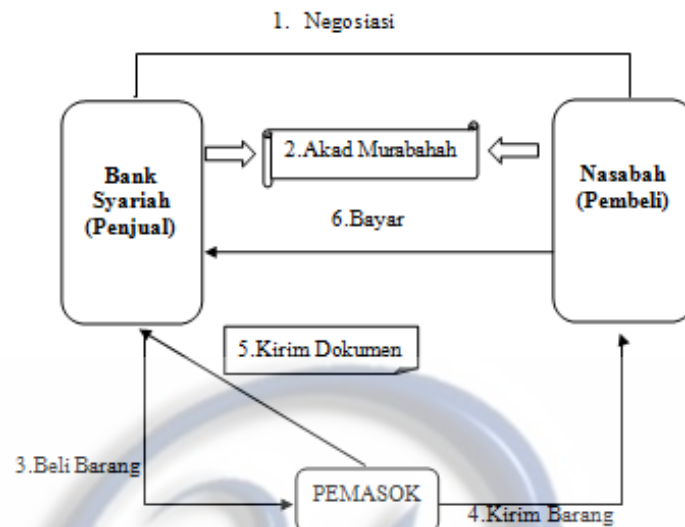 1. Negosiasi
2.Akad Murabahah
Bank
Syariah
(Penjual)
Nasabah
(Pembeli)
6.Bayar
5.Kirim Dokumen
3.Beli Barang
PEMASOK
4.Kirim Barang